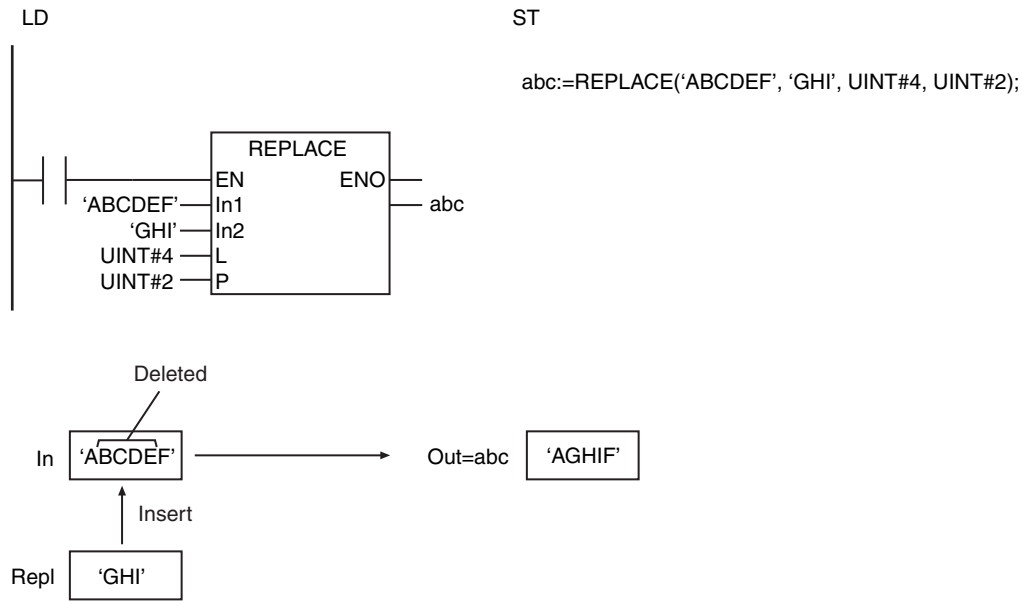 LD
ST
abc:=REPLACE(‘ABCDEF’, ‘GHI’, UINT#4, UINT#2);
REPLACE
EN ENO
‘ABCDEF’ In1 abc
‘GHI’ In2
UINT#4 L
UINT#2 P
Deleted
In ‘ABCDEF’ Out=abc ‘AGHIF’
Insert
Repl ‘GHI’